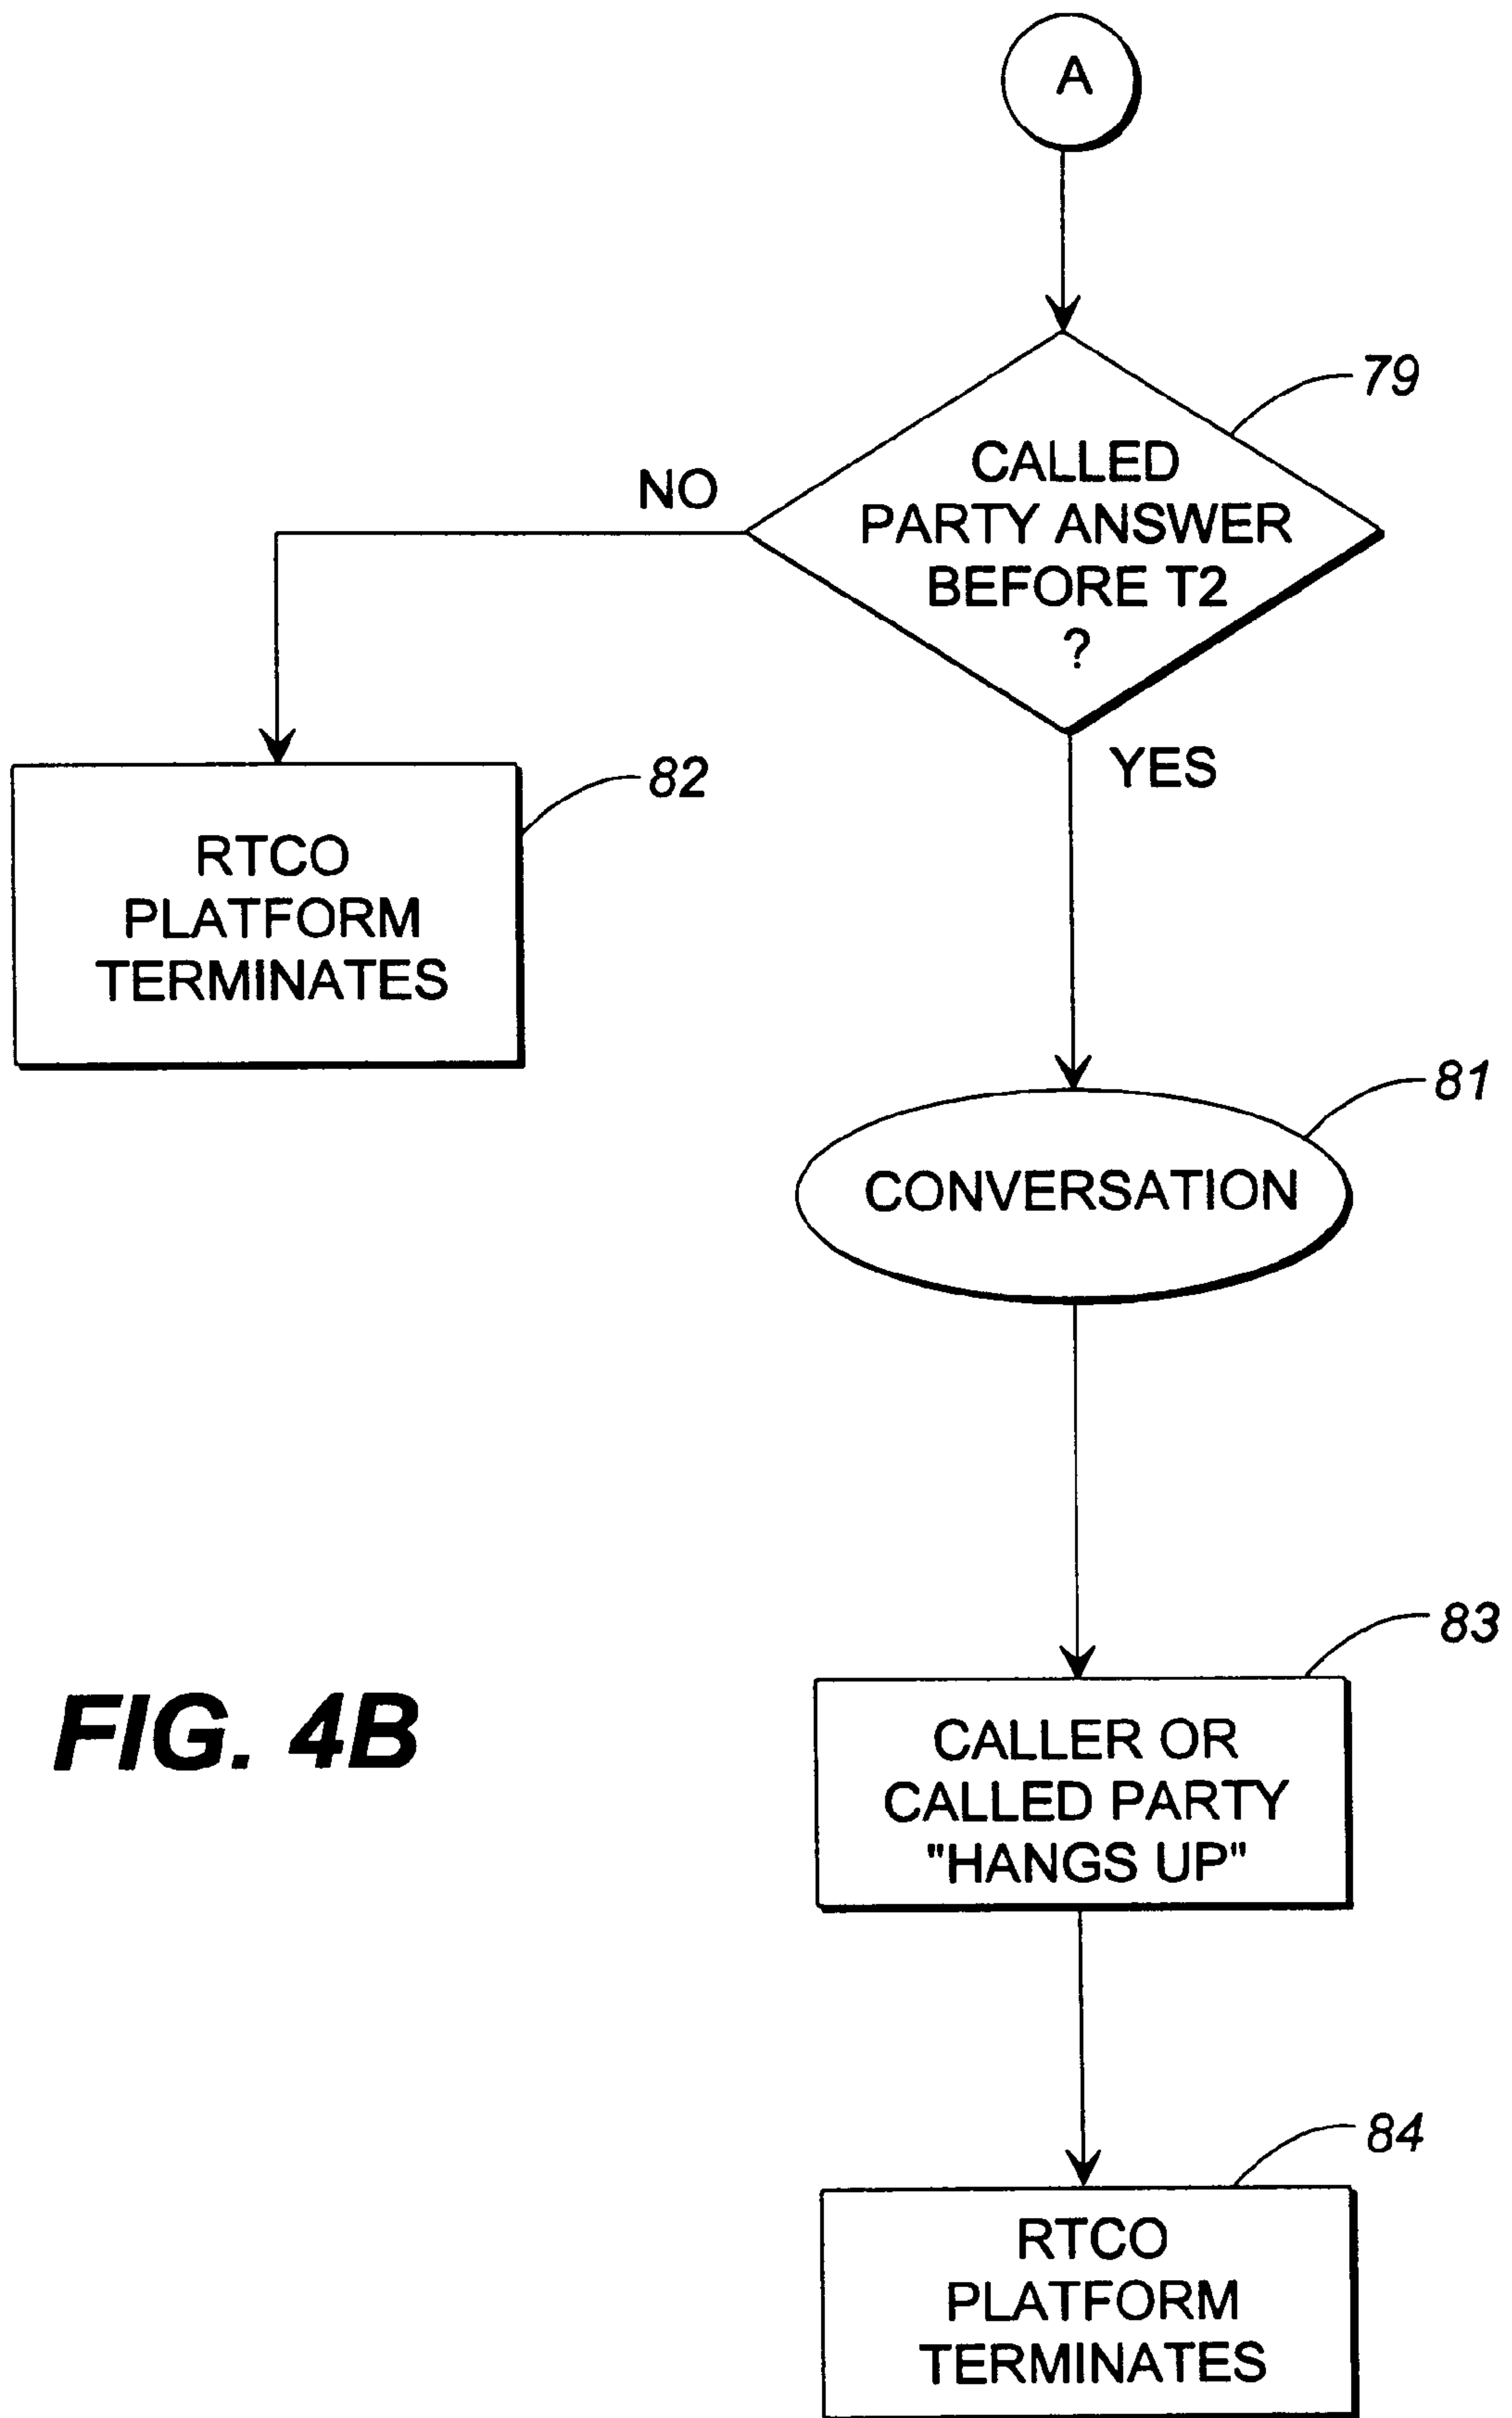 A
79
CALLED
PARTY ANSWER
BEFORE T2
?
NO
YES
82
RTCO
PLATFORM
TERMINATES
81
CONVERSATION
83
CALLER OR
CALLED PARTY
"HANGS UP"
FIG. 4B
84
RTCO
PLATFORM
TERMINATES